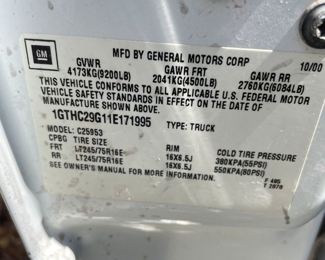 GM
MFD BY GENERAL MOTORS CORP 10/00
GVWR GAWR FRT GAWR RR
4173KG(9200LB) 2041KG(4500LB) 2760KG(6084LB)
THIS VEHICLE CONFORMS TO ALL APPLICABLE U.S. FEDERAL MOTOR
VEHICLE SAFETY STANDARDS IN EFFECT ON THE DATE OF
MANUFACTURE SHOWN ABOVE.
1GTHC29G11E171995 TYPE: TRUCK
MODEL: C25953
CPBG TIRE SIZE RIM COLD TIRE PRESSURE
FRT LT245/75R16E 16X6.5J 380KPA(55PSI)
RR LT245/75R16E 16X6.5J 550KPA(80PSI)
SEE OWNER'S MANUAL FOR MORE INFORMATION.